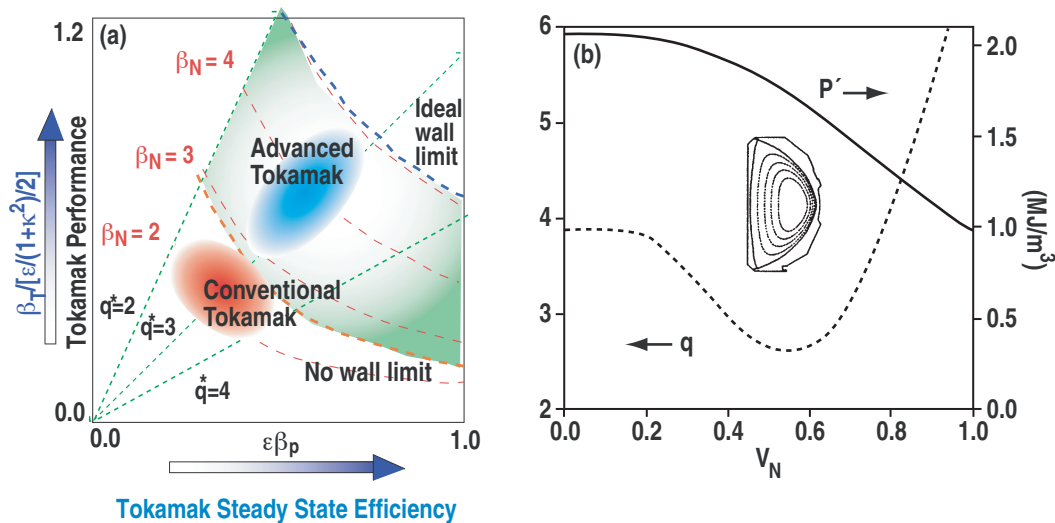 (a)
1.2
β_N = 4
β_N = 3
β_N = 2
Ideal
wall
limit
Advanced
Tokamak
Conventional
Tokamak
No wall limit
q*=2
q*=3
q*=4
β_T/[ε/(1+κ²)/2]
Tokamak Performance
0.0
0.0
εβ_p
1.0
Tokamak Steady State Efficiency
(b)
6
5
4
3
2
P´
q
2.0
1.5
1.0
0.5
0.0
(MJ/m³)
0.0
0.2
0.4
0.6
0.8
1.0
V_N